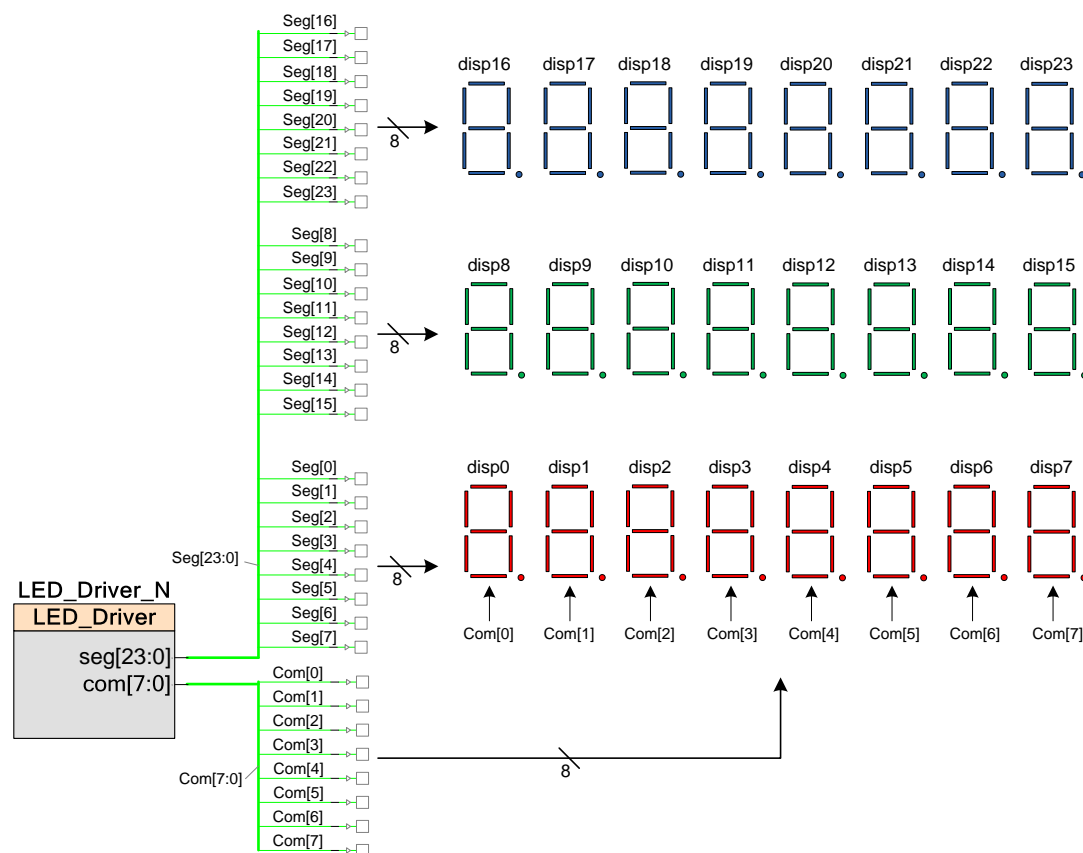 Seg[16]
Seg[17]
Seg[18]
Seg[19]
Seg[20]
Seg[21]
Seg[22]
Seg[23]
8
disp16 disp17 disp18 disp19 disp20 disp21 disp22 disp23
Seg[8]
Seg[9]
Seg[10]
Seg[11]
Seg[12]
Seg[13]
Seg[14]
Seg[15]
8
disp8 disp9 disp10 disp11 disp12 disp13 disp14 disp15
Seg[0]
Seg[1]
Seg[2]
Seg[3]
Seg[4]
Seg[5]
Seg[6]
Seg[7]
8
disp0 disp1 disp2 disp3 disp4 disp5 disp6 disp7
Com[0] Com[1] Com[2] Com[3] Com[4] Com[5] Com[6] Com[7]
Seg[23:0]
LED_Driver_N
LED_Driver
seg[23:0]
com[7:0]
Com[0]
Com[1]
Com[2]
Com[3]
Com[4]
Com[5]
Com[6]
Com[7]
Com[7:0]
8